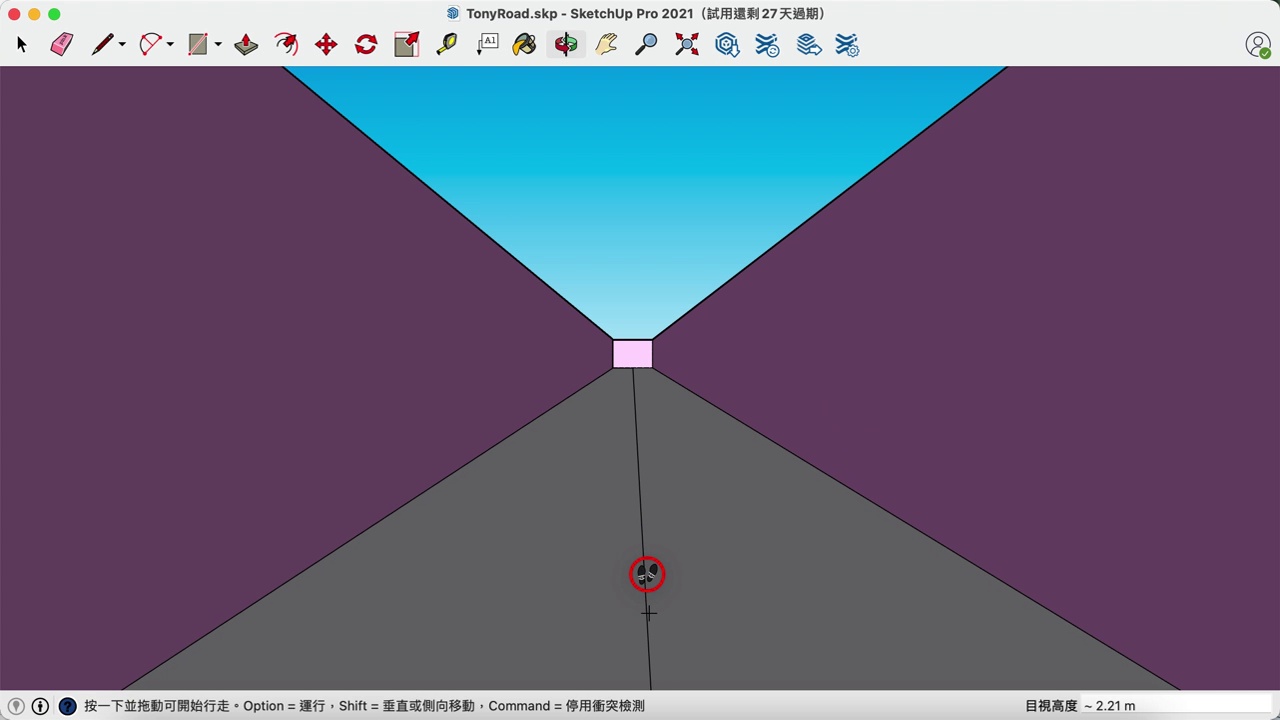 TonyRoad.skp - SketchUp Pro 2021（試用還剩 27 天過期）
A1
按一下並拖動可開始行走。Option = 運行，Shift = 垂直或側向移動，Command = 停用衝突檢測
目視高度 ~ 2.21 m